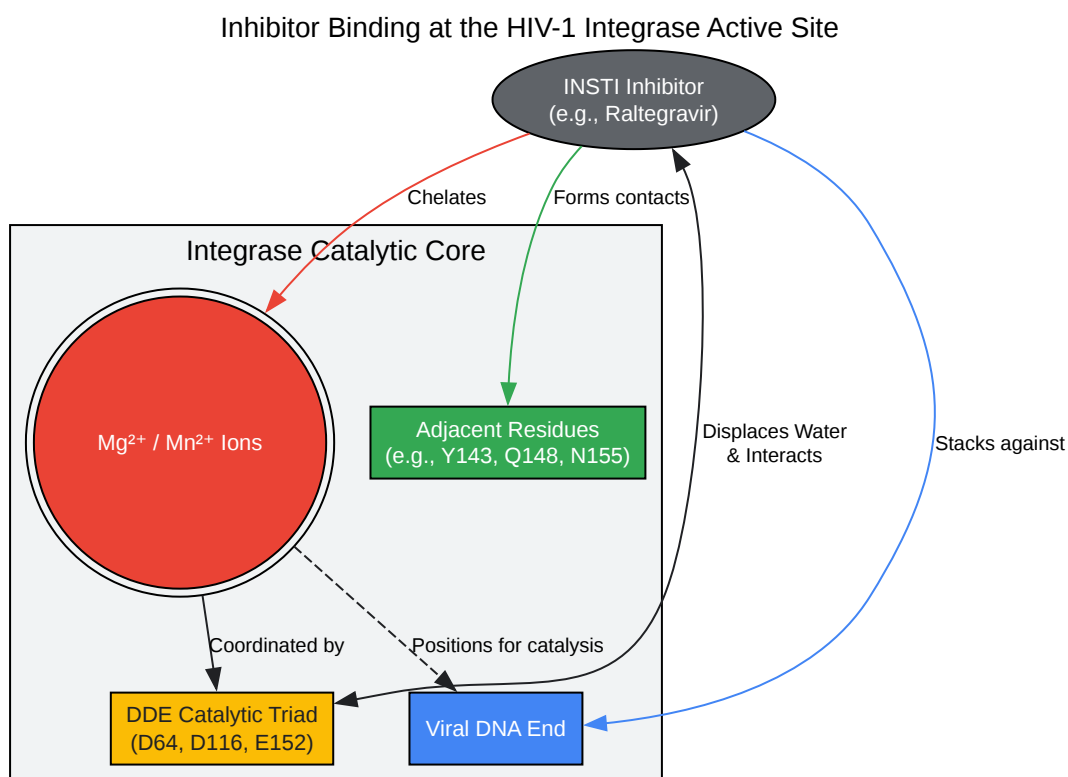 Inhibitor Binding at the HIV-1 Integrase Active Site
INSTI Inhibitor
(e.g., Raltegravir)
Chelates
Forms contacts
Integrase Catalytic Core
Mg²⁺ / Mn²⁺ Ions
Adjacent Residues
(e.g., Y143, Q148, N155)
Displaces Water
& Interacts
Stacks against
Coordinated by
Positions for catalysis
DDE Catalytic Triad
(D64, D116, E152)
Viral DNA End